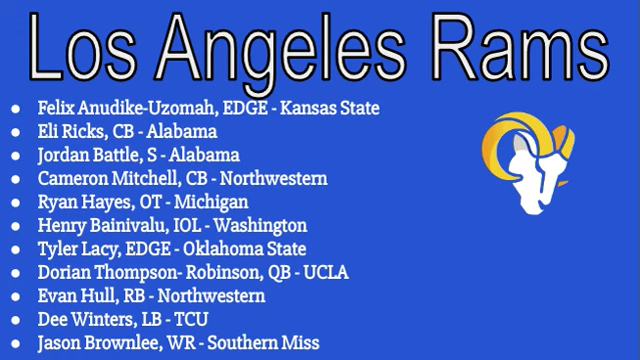 Los Angeles Rams
● Felix Anudike-Uzomah, EDGE - Kansas State
● Eli Ricks, CB - Alabama
● Jordan Battle, S - Alabama
● Cameron Mitchell, CB - Northwestern
● Ryan Hayes, OT - Michigan
● Henry Bainivalu, IOL - Washington
● Tyler Lacy, EDGE - Oklahoma State
● Dorian Thompson- Robinson, QB - UCLA
● Evan Hull, RB - Northwestern
● Dee Winters, LB - TCU
● Jason Brownlee, WR - Southern Miss